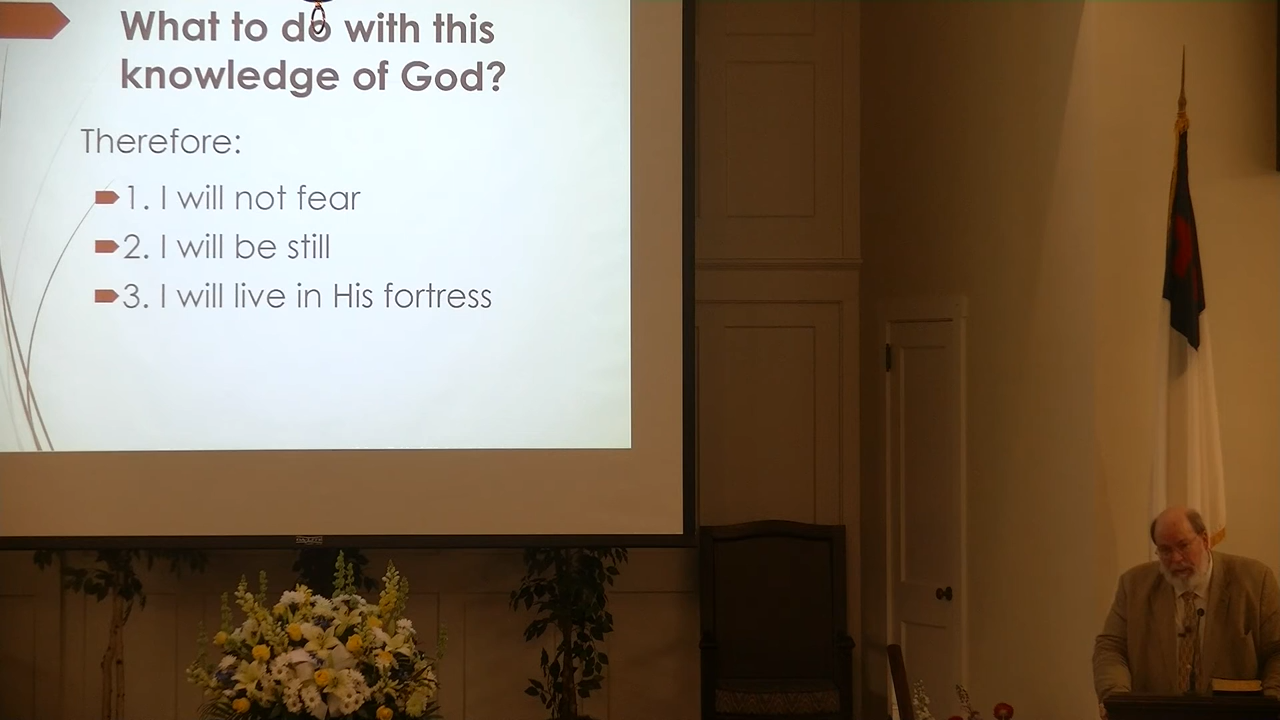 What to do with this
knowledge of God?
Therefore:
1. I will not fear
2. I will be still
3. I will live in His fortress